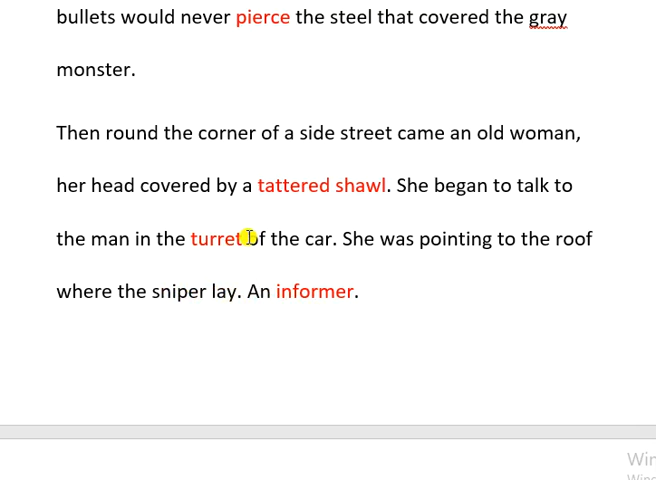 bullets would never pierce the steel that covered the gray
monster.
Then round the corner of a side street came an old woman,
her head covered by a tattered shawl. She began to talk to
the man in the turret of the car. She was pointing to the roof
where the sniper lay. An informer.